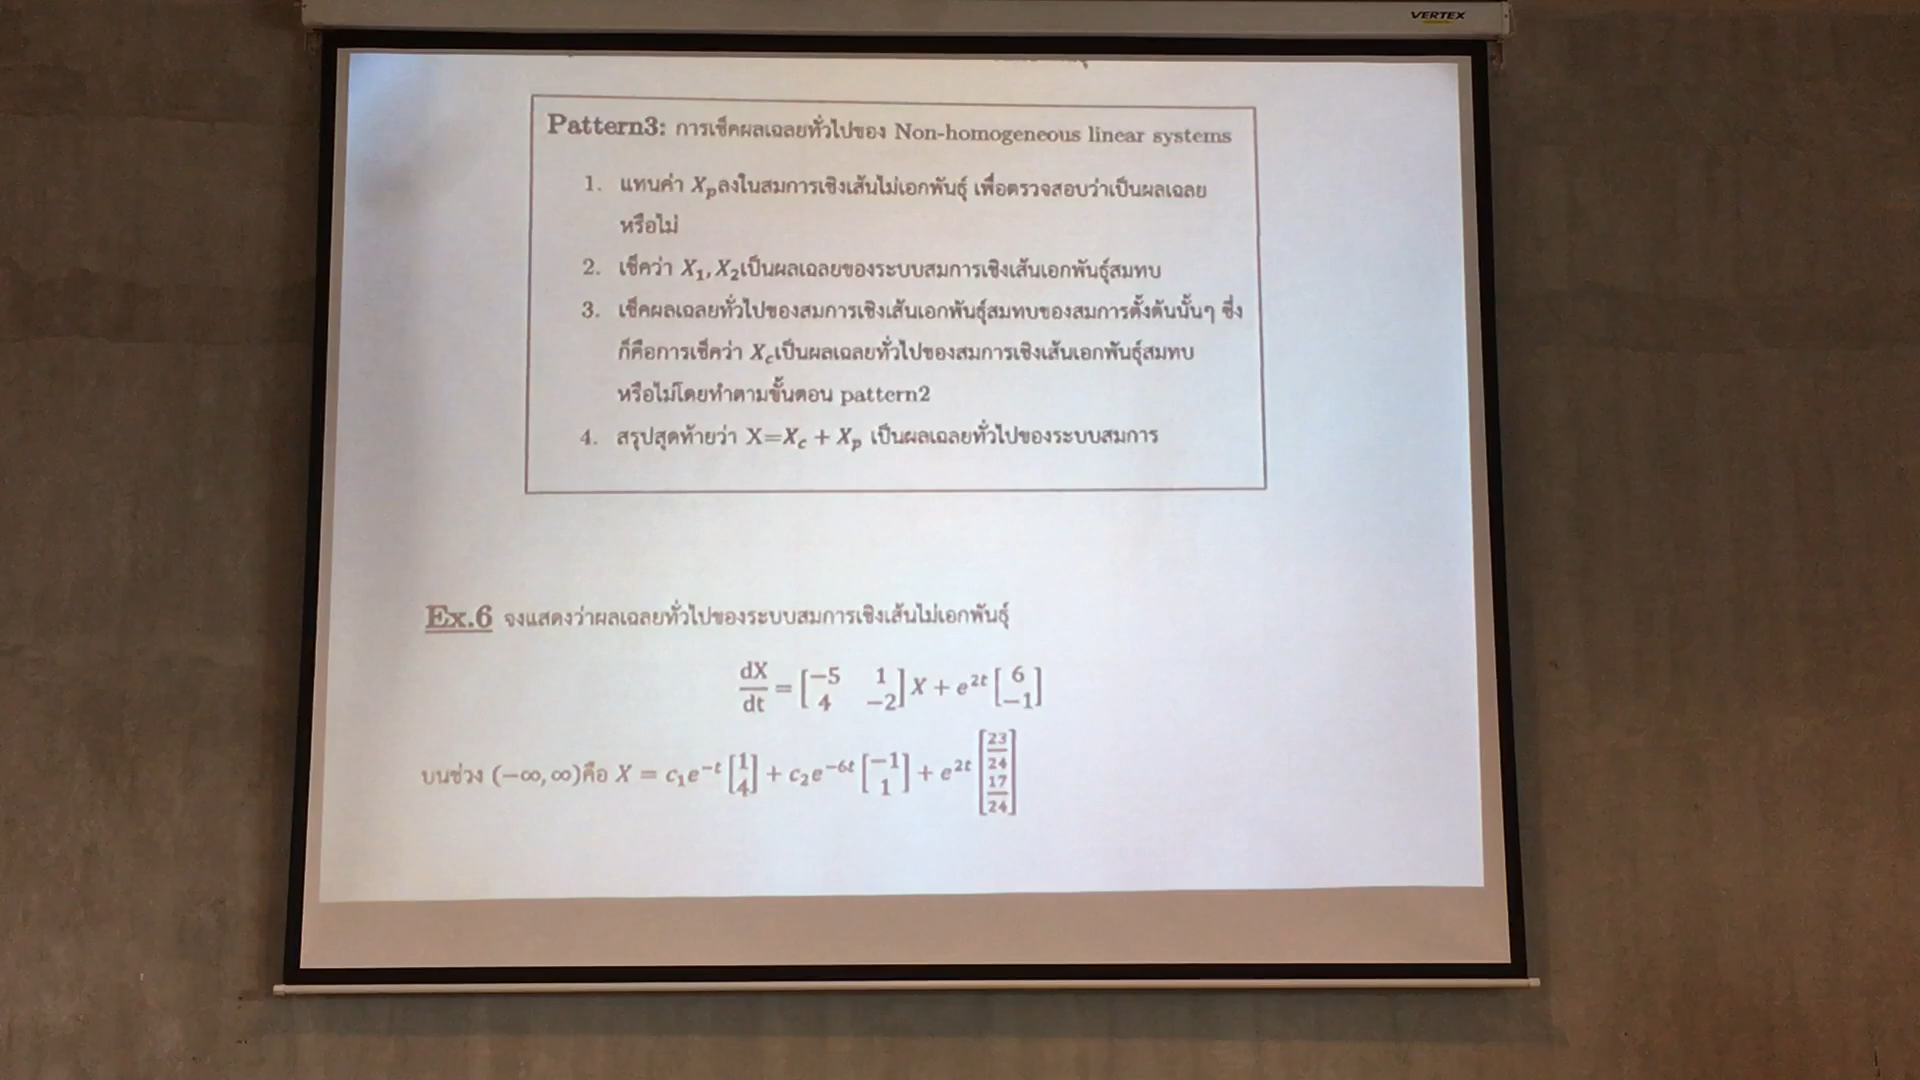 VERTEX
Pattern3: การเช็คผลเฉลยทั่วไปของ Non-homogeneous linear systems
1. แทนค่า X_pลงในสมการเชิงเส้นไม่เอกพันธุ์ เพื่อตรวจสอบว่าเป็นผลเฉลย
หรือไม่
2. เช็คว่า X₁, X₂เป็นผลเฉลยของระบบสมการเชิงเส้นเอกพันธุ์สมทบ
3. เช็คผลเฉลยทั่วไปของสมการเชิงเส้นเอกพันธุ์สมทบของสมการตั้งต้นนั้นๆ ซึ่ง
ก็คือการเช็คว่า X_cเป็นผลเฉลยทั่วไปของสมการเชิงเส้นเอกพันธุ์สมทบ
หรือไม่โดยทำตามขั้นตอน pattern2
4. สรุปสุดท้ายว่า X=X_c + X_p เป็นผลเฉลยทั่วไปของระบบสมการ
Ex.6 จงแสดงว่าผลเฉลยทั่วไปของระบบสมการเชิงเส้นไม่เอกพันธุ์
dX/dt = [−5 1; 4 −2] X + e^{2t} [6; −1]
บนช่วง (−∞, ∞)คือ X = c₁e^{−t} [1; 4] + c₂e^{−6t} [−1; 1] + e^{2t} [23/24; 17/24]